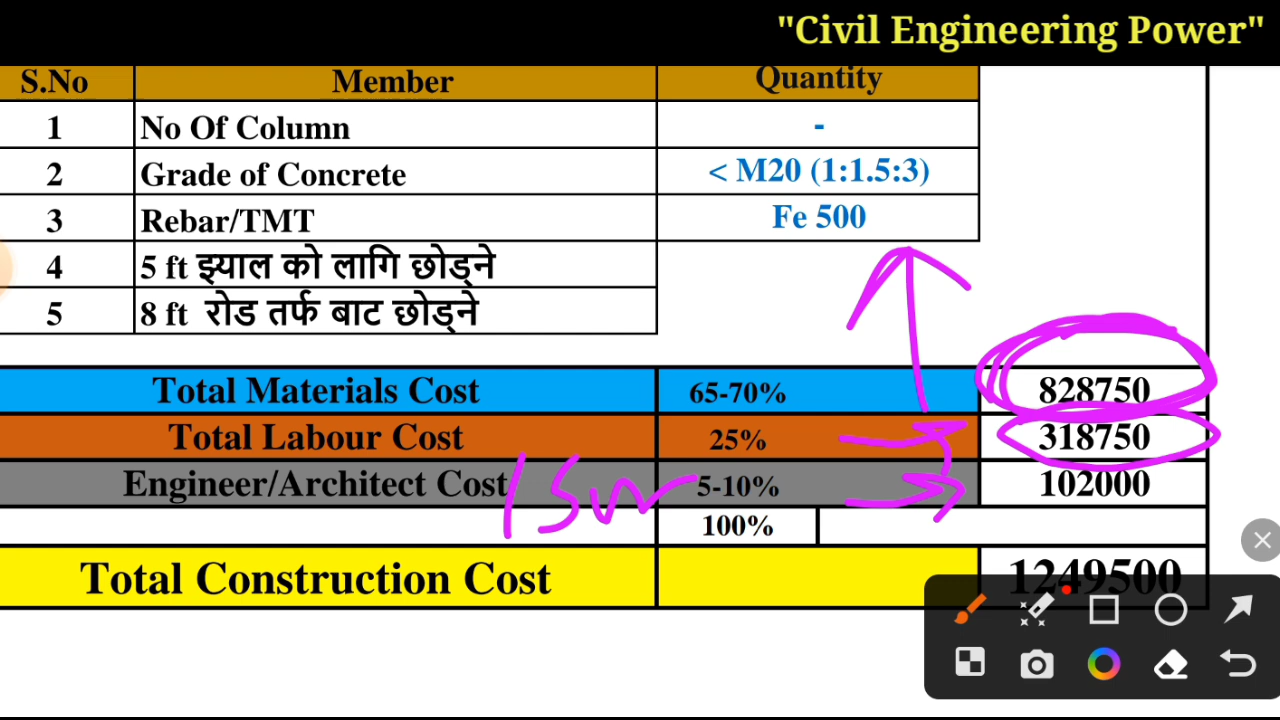 "Civil Engineering Power"
S.No Member Quantity
1 No Of Column -
2 Grade of Concrete < M20 (1:1.5:3)
3 Rebar/TMT Fe 500
4 5 ft झ्याल को लागि छोड्ने
5 8 ft रोड तर्फ बाट छोड्ने
Total Materials Cost 65-70% 828750
Total Labour Cost 25% 318750
Engineer/Architect Cost 5-10% 102000
100%
Total Construction Cost 1249500